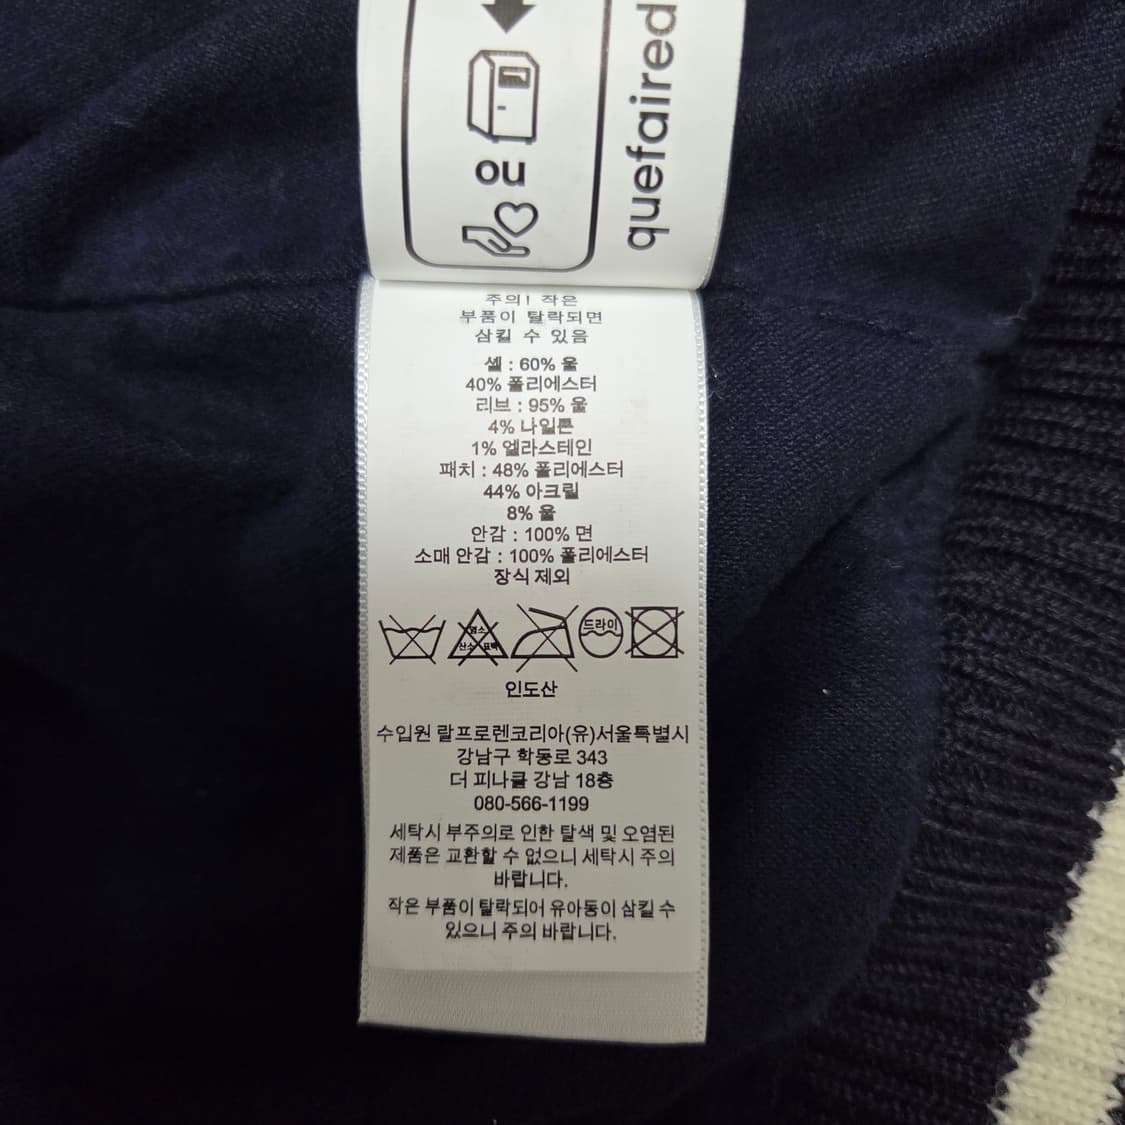 ou
quefaired
주의! 작은
부품이 탈락되면
삼킬 수 있음
셸 : 60% 울
40% 폴리에스터
리브 : 95% 울
4% 나일론
1% 엘라스테인
패치 : 48% 폴리에스터
44% 아크릴
8% 울
안감 : 100% 면
소매 안감 : 100% 폴리에스터
장식 제외
염소
산소 표백
드라이
인도산
수입원 랄프로렌코리아(유)서울특별시
강남구 학동로 343
더 피나클 강남 18층
080-566-1199
세탁시 부주의로 인한 탈색 및 오염된
제품은 교환할 수 없으니 세탁시 주의
바랍니다.
작은 부품이 탈락되어 유아동이 삼킬 수
있으니 주의 바랍니다.